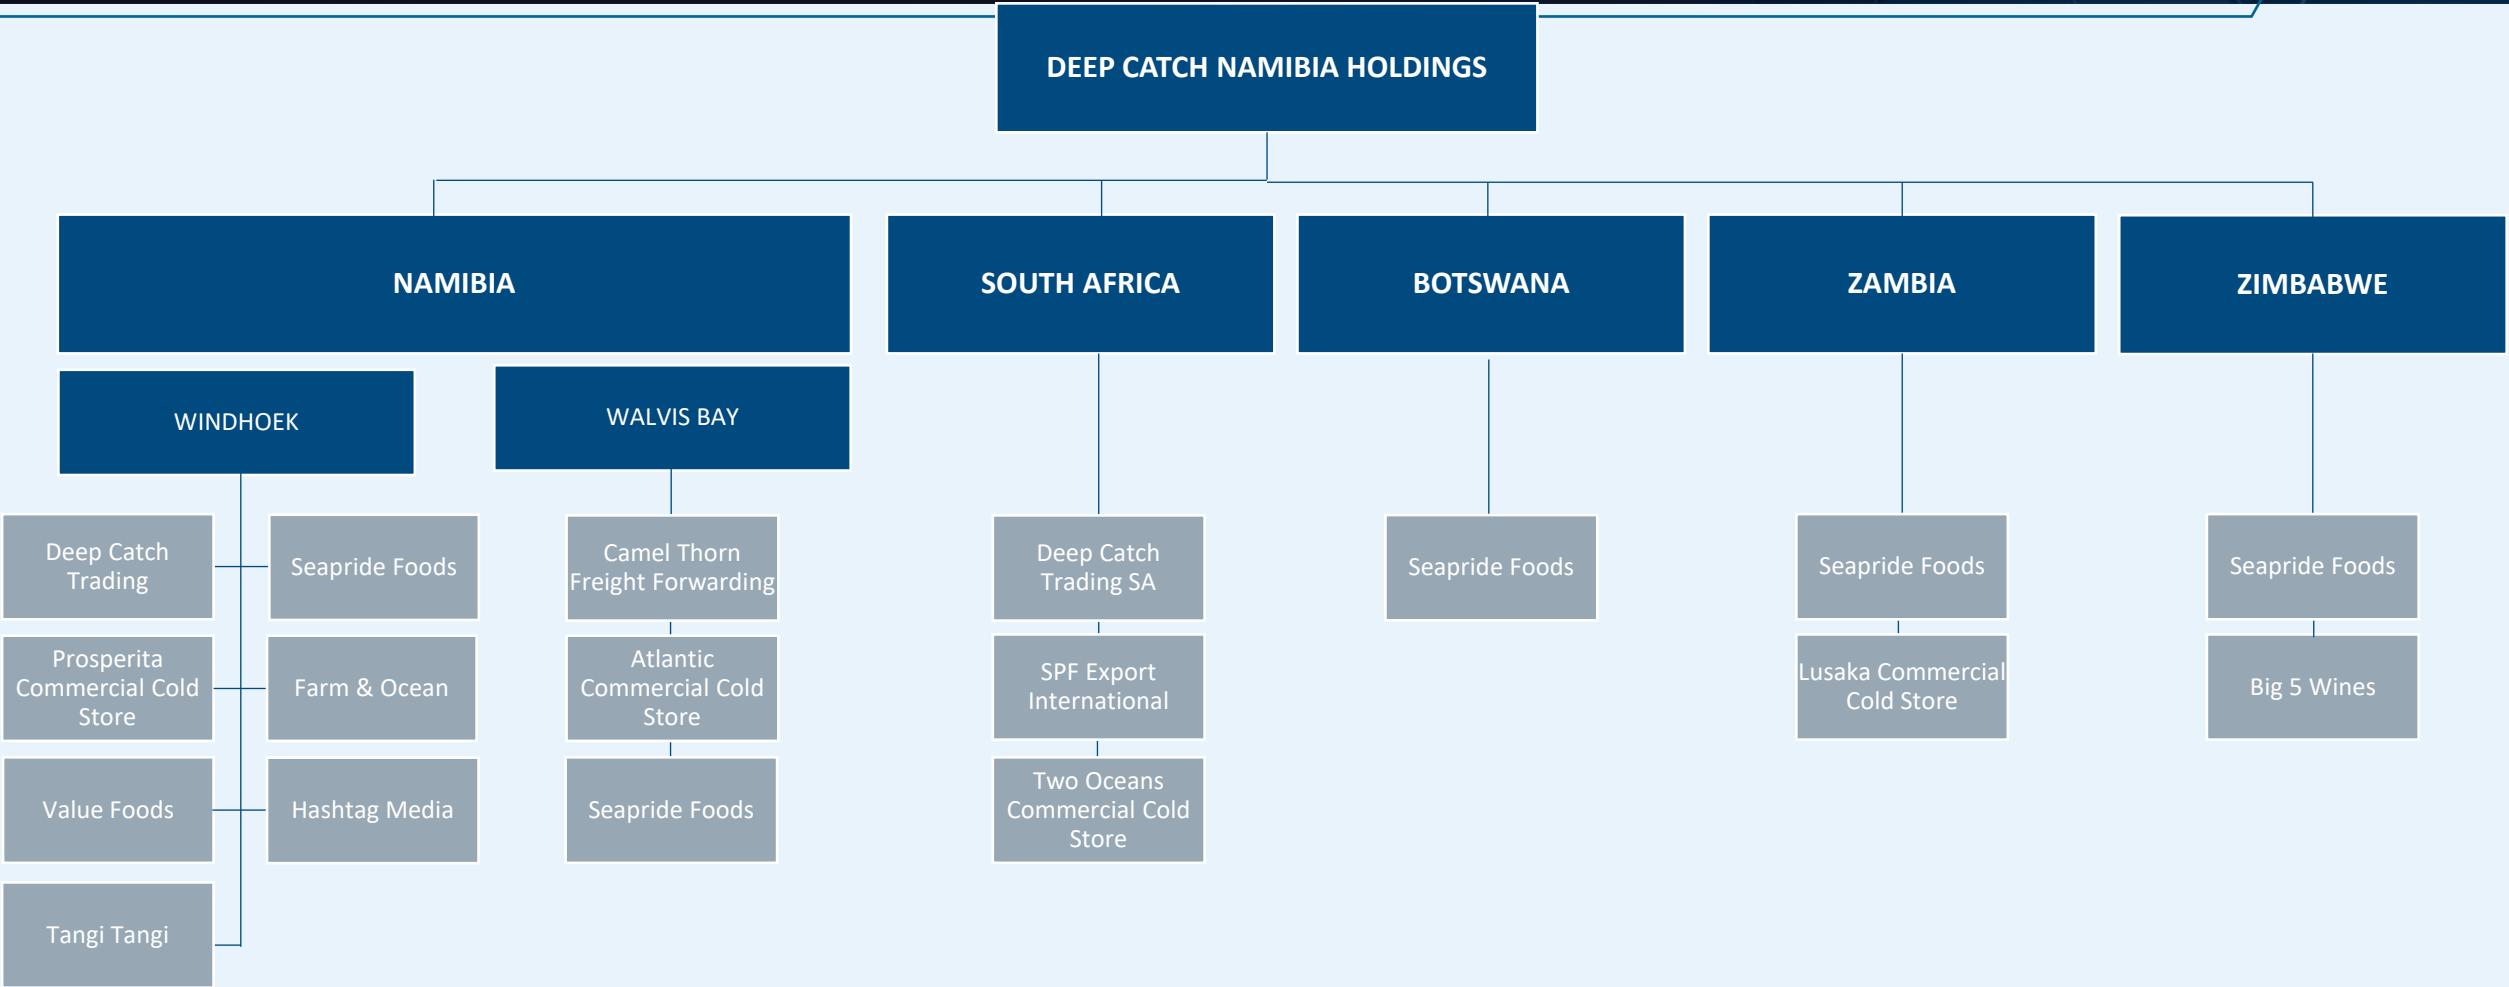 DEEP CATCH NAMIBIA HOLDINGS
NAMIBIA
SOUTH AFRICA
BOTSWANA
ZAMBIA
ZIMBABWE
WINDHOEK
WALVIS BAY
Deep Catch
Trading
Seapride Foods
Camel Thorn
Freight Forwarding
Deep Catch
Trading SA
Seapride Foods
Seapride Foods
Seapride Foods
Prosperita
Commercial Cold
Store
Farm & Ocean
Atlantic
Commercial Cold
Store
SPF Export
International
Lusaka Commercial
Cold Store
Big 5 Wines
Value Foods
Hashtag Media
Seapride Foods
Two Oceans
Commercial Cold
Store
Tangi Tangi